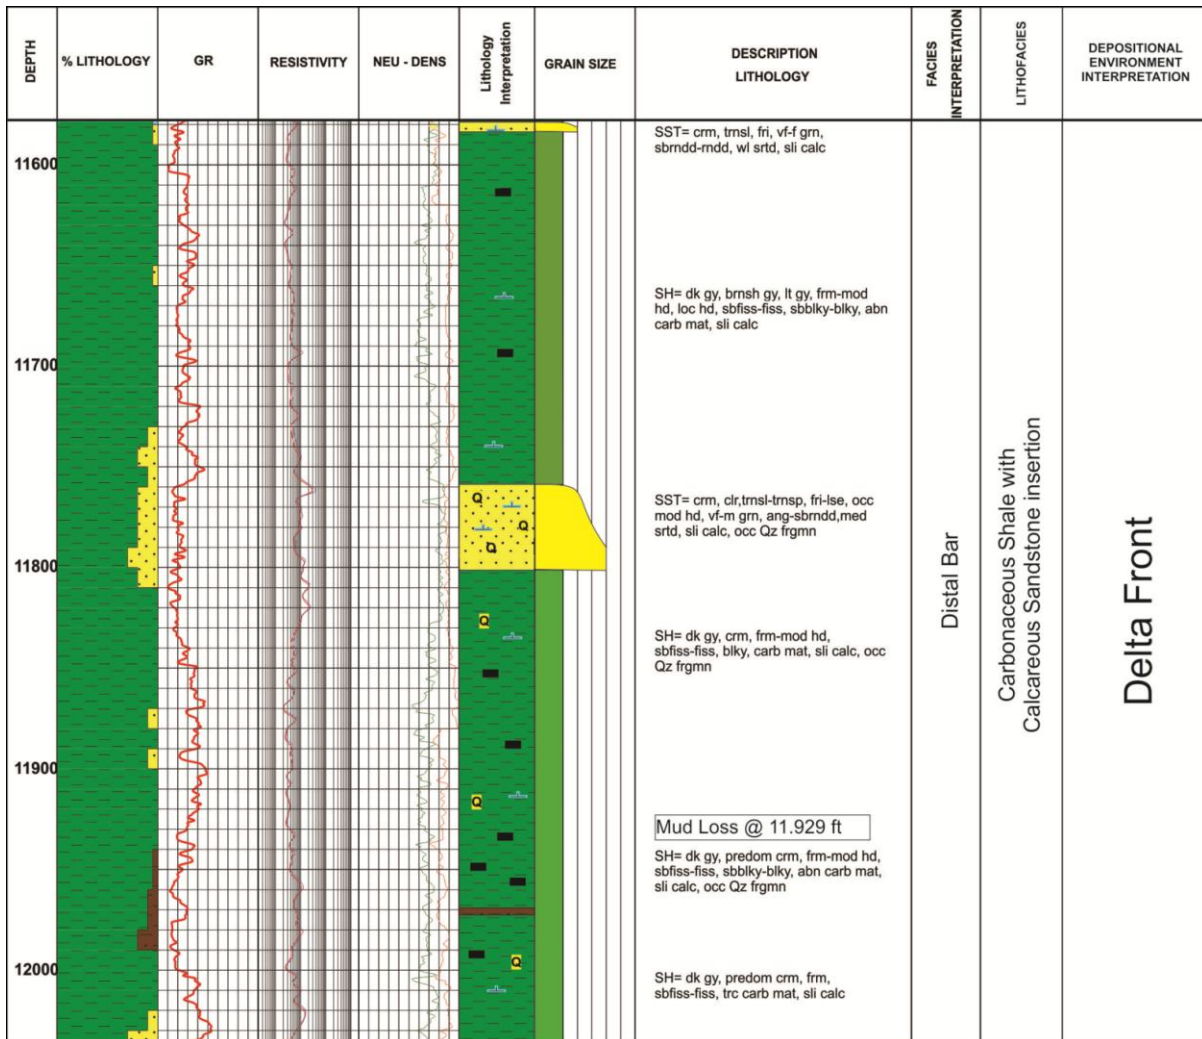 DEPTH
% LITHOLOGY
GR
RESISTIVITY
NEU - DENS
Lithology
Interpretation
GRAIN SIZE
DESCRIPTION
LITHOLOGY
FACIES
INTERPRETATION
LITHOFACIES
DEPOSITIONAL
ENVIRONMENT
INTERPRETATION
11600
11700
11800
11900
12000
Q
Q
Q
Q
Q
Q
SST= crm, trnsl, fri, vf-f grn,
sbrndd-rndd, wl srtd, sli calc
SH= dk gy, brnsh gy, lt gy, frm-mod
hd, loc hd, sbfiss-fiss, sbblky-blky, abn
carb mat, sli calc
SST= crm, clr,trnsl-trnsp, fri-lse, occ
mod hd, vf-m grn, ang-sbrndd,med
srtd, sli calc, occ Qz frgmn
SH= dk gy, crm, frm-mod hd,
sbfiss-fiss, blky, carb mat, sli calc, occ
Qz frgmn
Mud Loss @ 11.929 ft
SH= dk gy, predom crm, frm-mod hd,
sbfiss-fiss, sbblky-blky, abn carb mat,
sli calc, occ Qz frgmn
SH= dk gy, predom crm, frm,
sbfiss-fiss, trc carb mat, sli calc
Distal Bar
Carbonaceous Shale with
Calcareous Sandstone insertion
Delta Front